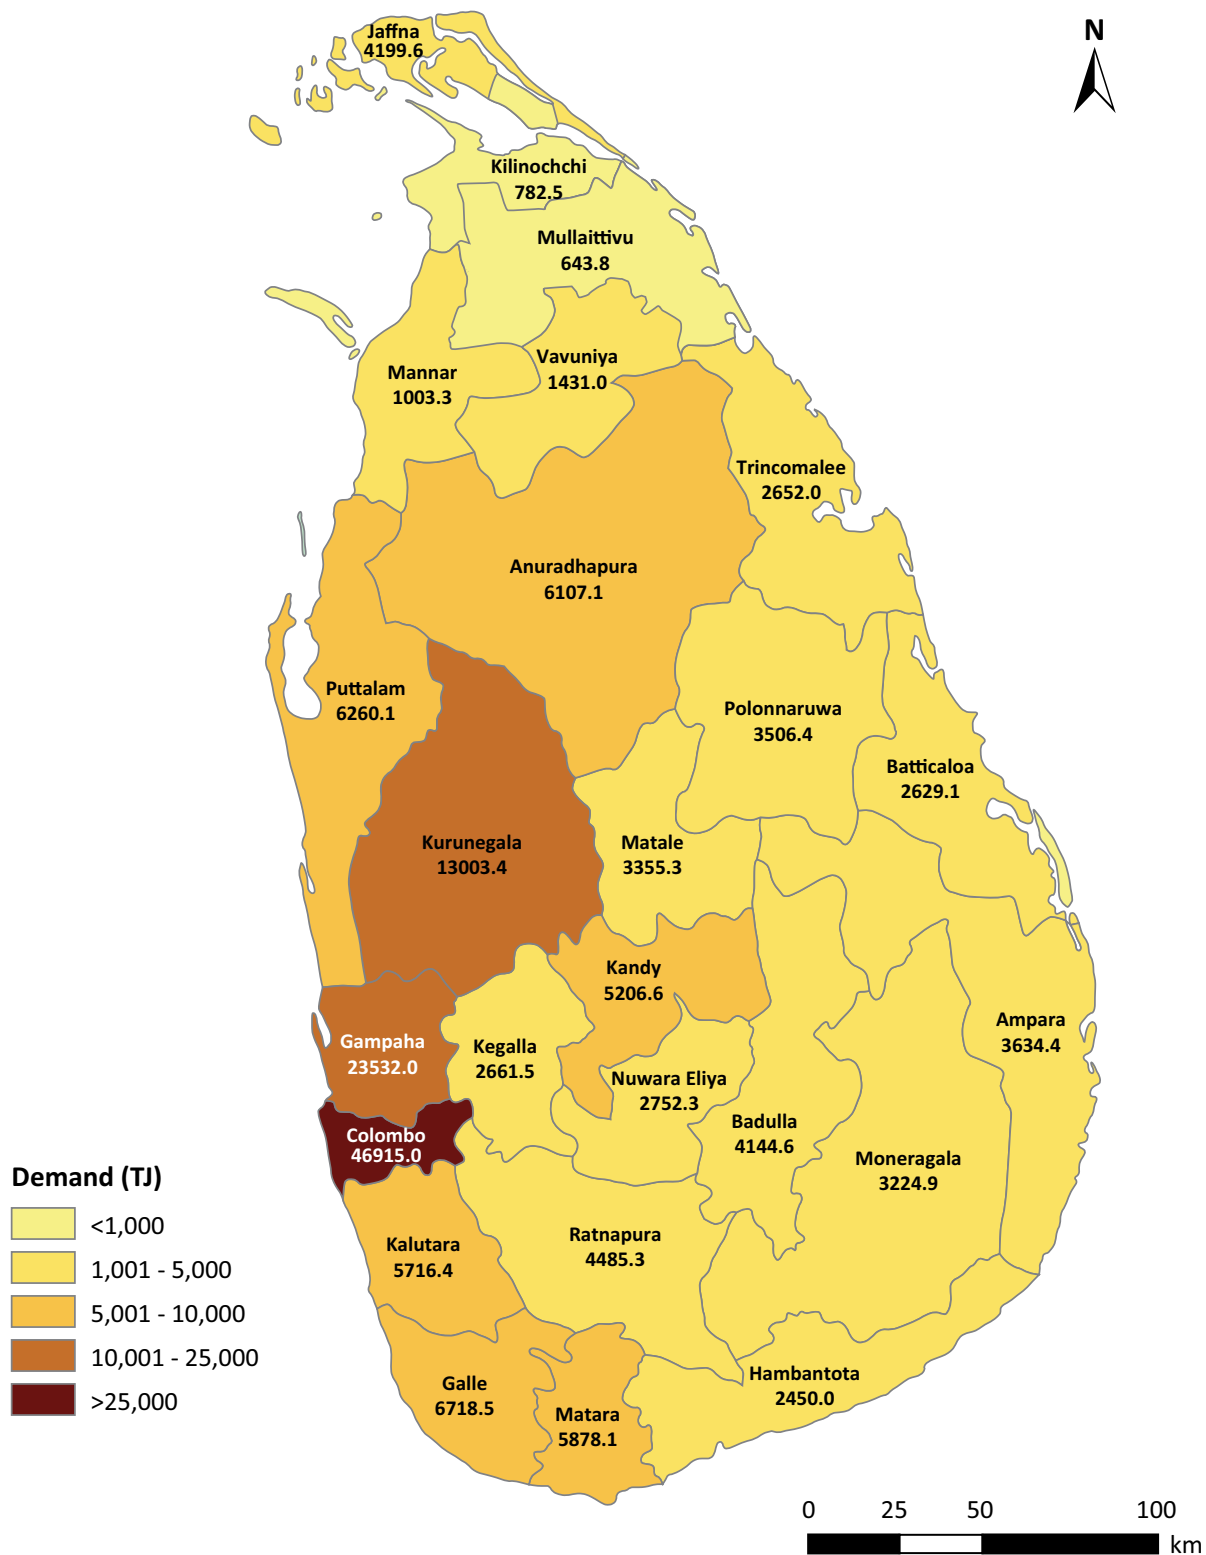 Jaffna
4199.6
N
Kilinochchi
782.5
Mullaittivu
643.8
Vavuniya
1431.0
Mannar
1003.3
Trincomalee
2652.0
Anuradhapura
6107.1
Puttalam
6260.1
Polonnaruwa
3506.4
Batticaloa
2629.1
Kurunegala
13003.4
Matale
3355.3
Kandy
5206.6
Ampara
3634.4
Gampaha
23532.0
Kegalla
2661.5
Nuwara Eliya
2752.3
Badulla
4144.6
Colombo
46915.0
Moneragala
3224.9
Ratnapura
4485.3
Kalutara
5716.4
Hambantota
2450.0
Galle
6718.5
Matara
5878.1
Demand (TJ)
<1,000
1,001 - 5,000
5,001 - 10,000
10,001 - 25,000
>25,000
0 25 50 100
km